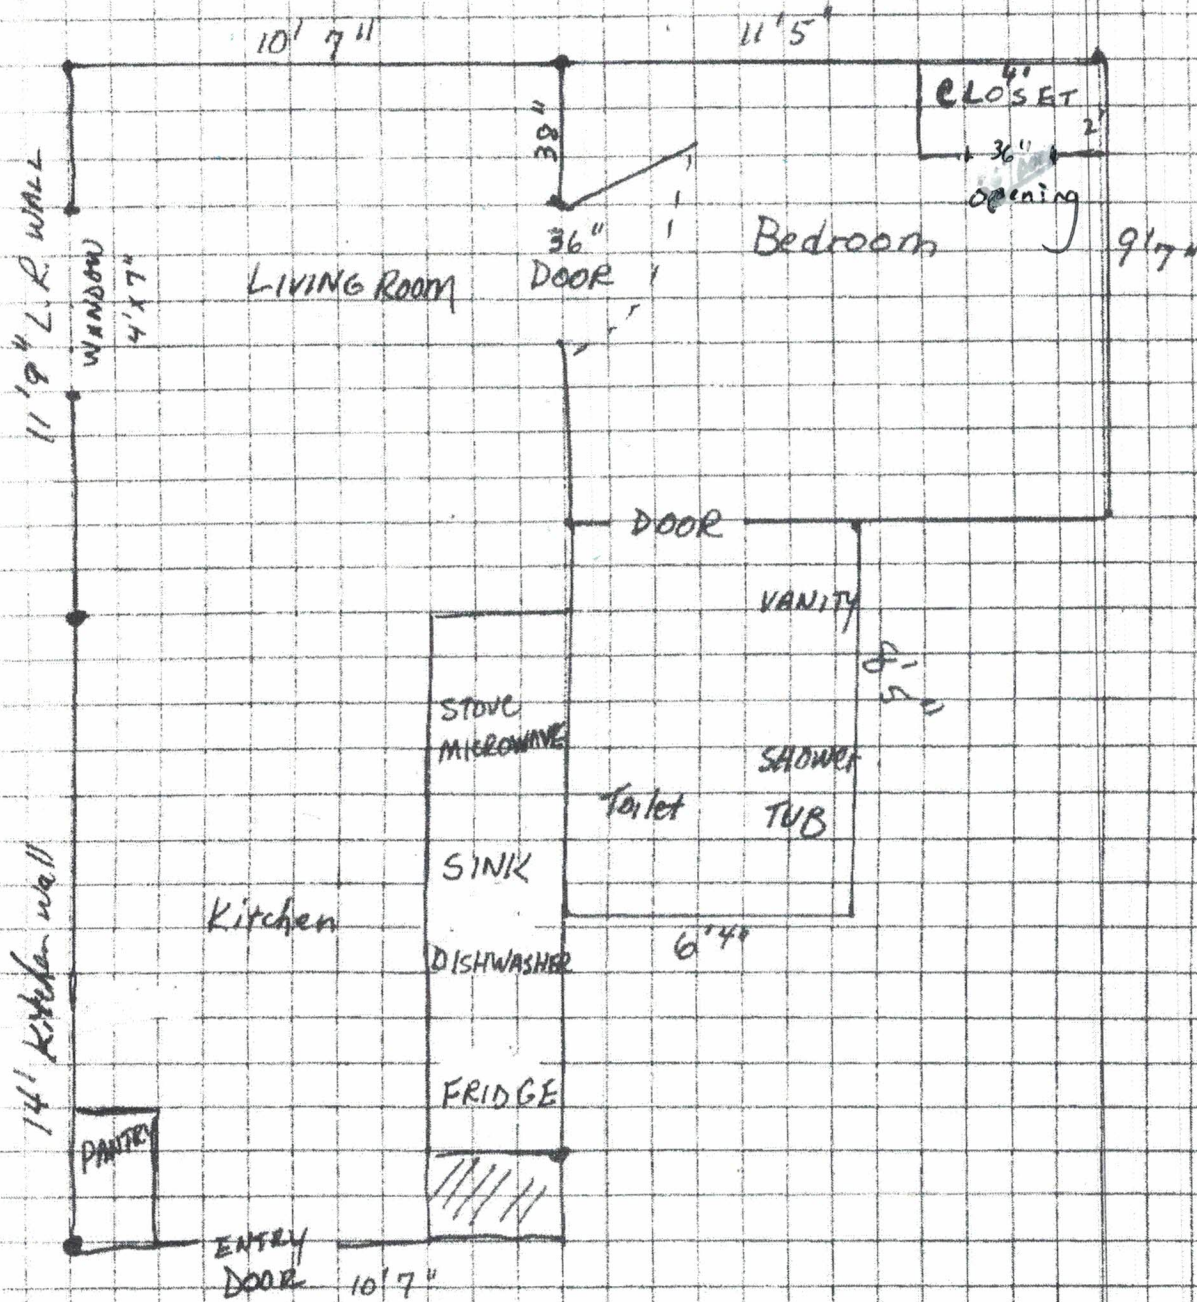 10' 7"
11'5"
CLOSET
4'
2'
36"
opening
38"
36"
DOOR
Bedroom
9'7"
LIVING ROOM
WINDOW
4' x 7"
11'9" L.R. WALL
DOOR
VANITY
8'5"
STOVE
MICROWAVE
SHOWER
TUB
Toilet
SINK
Kitchen
6'4"
DISHWASHER
14' Kitchen wall
FRIDGE
PANTRY
ENTRY
DOOR
10'7"